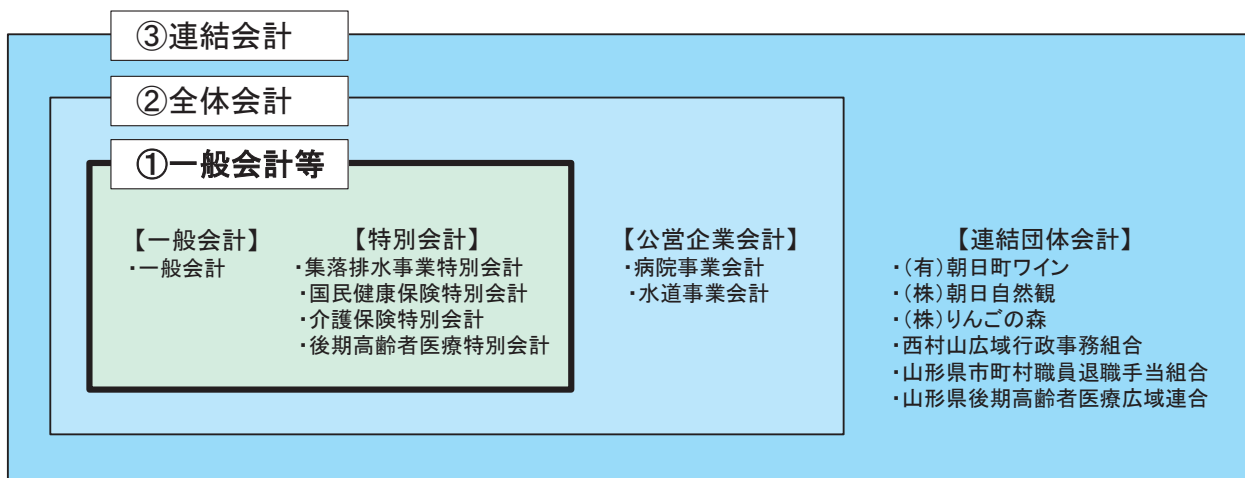 ③連結会計
②全体会計
①一般会計等
【一般会計】
・一般会計
【特別会計】
・集落排水事業特別会計
・国民健康保険特別会計
・介護保険特別会計
・後期高齢者医療特別会計
【公営企業会計】
・病院事業会計
・水道事業会計
【連結団体会計】
・(有)朝日町ワイン
・(株)朝日自然観
・(株)りんごの森
・西村山広域行政事務組合
・山形県市町村職員退職手当組合
・山形県後期高齢者医療広域連合